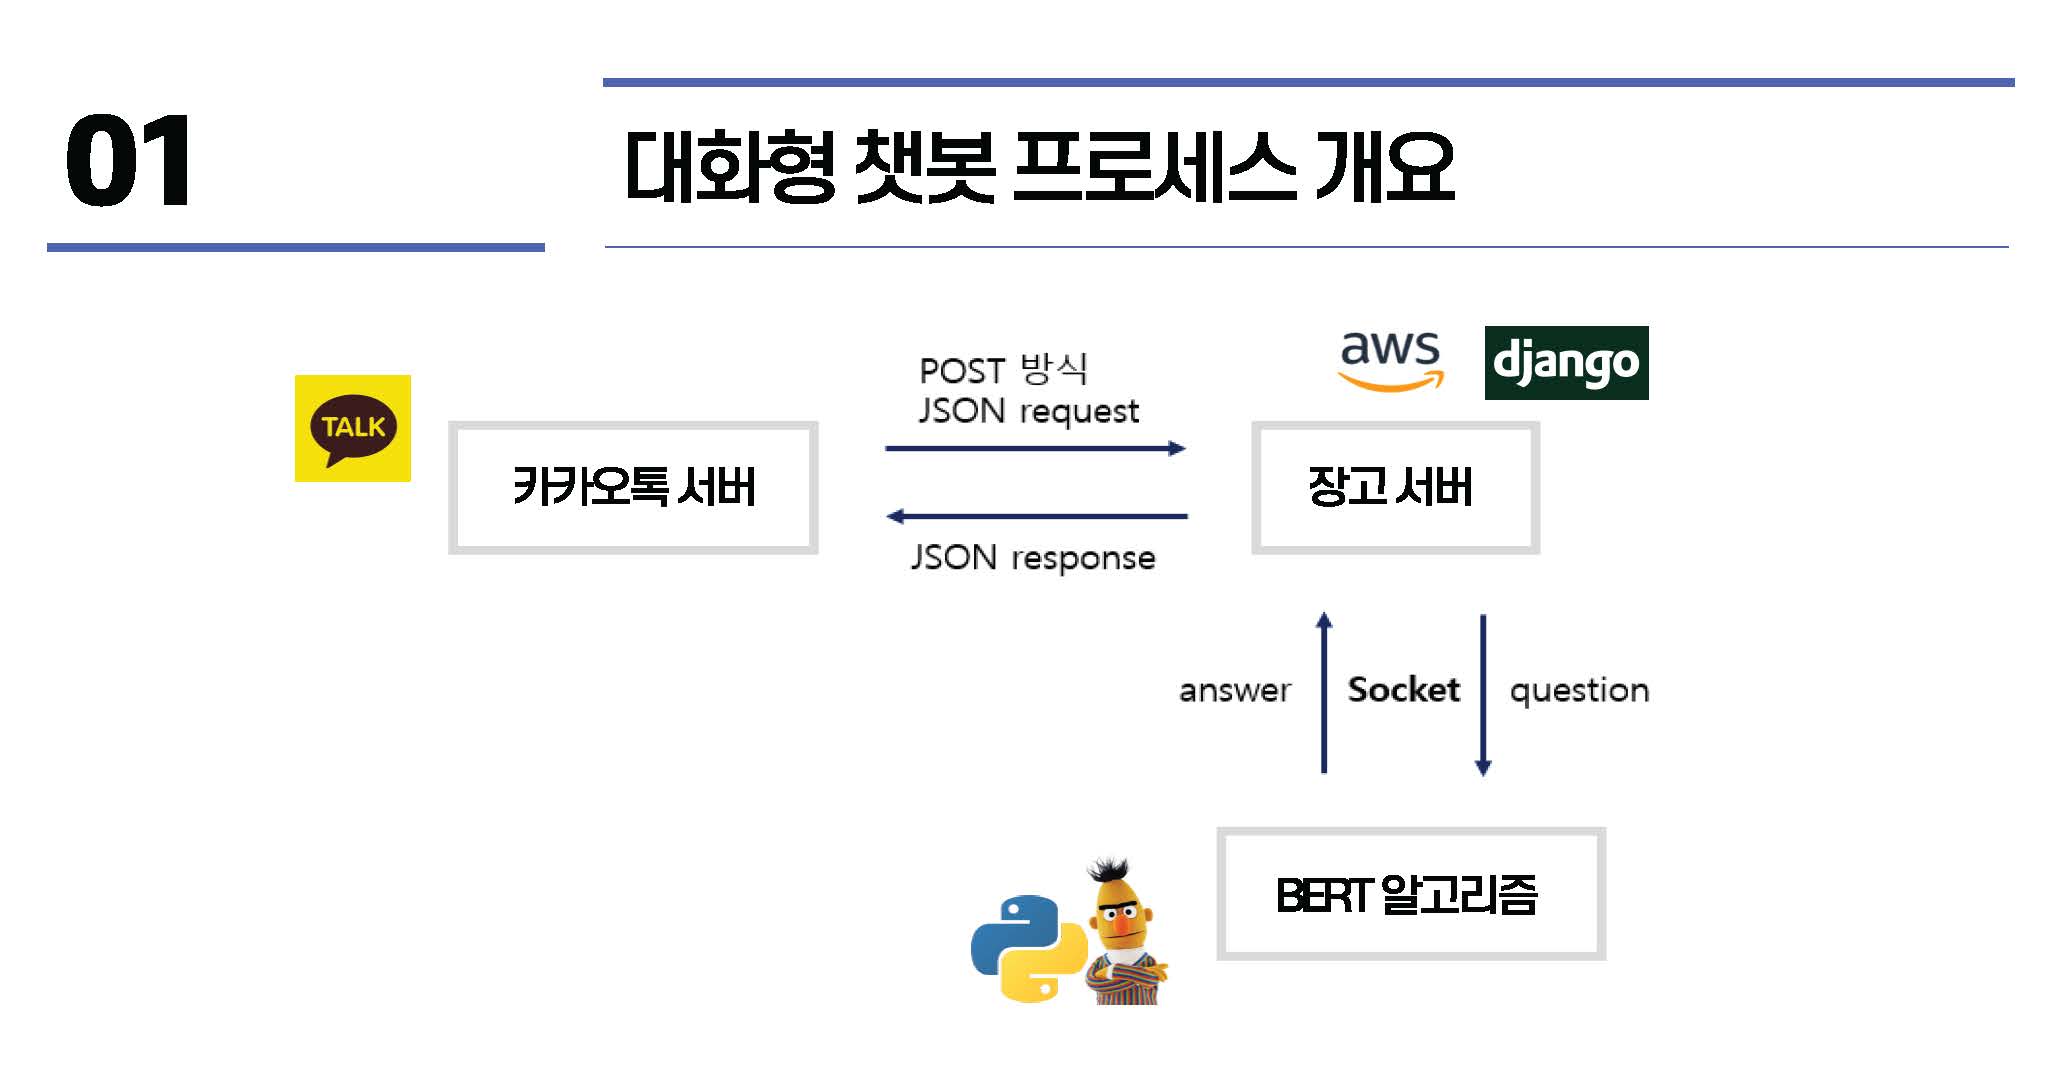 01
대화형 챗봇 프로세스 개요
TALK
카카오톡 서버
POST 방식
JSON request
JSON response
aws
django
장고 서버
answer
Socket
question
BERT 알고리즘